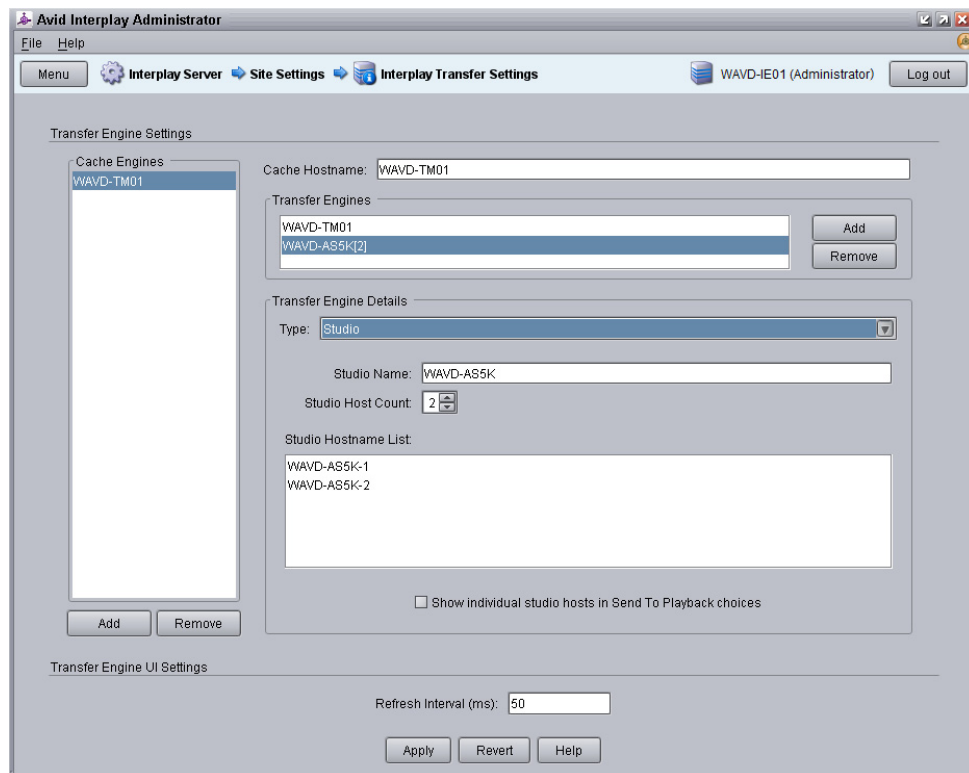 Avid Interplay Administrator
File Help
Menu Interplay Server Site Settings Interplay Transfer Settings WAVD-IE01 (Administrator) Log out
Transfer Engine Settings
Cache Engines
WAVD-TM01
Cache Hostname: WAVD-TM01
Transfer Engines
WAVD-TM01
WAVD-AS5K[2]
Add
Remove
Transfer Engine Details
Type: Studio
Studio Name: WAVD-AS5K
Studio Host Count: 2
Studio Hostname List:
WAVD-AS5K-1
WAVD-AS5K-2
Show individual studio hosts in Send To Playback choices
Add Remove
Transfer Engine UI Settings
Refresh Interval (ms): 50
Apply Revert Help